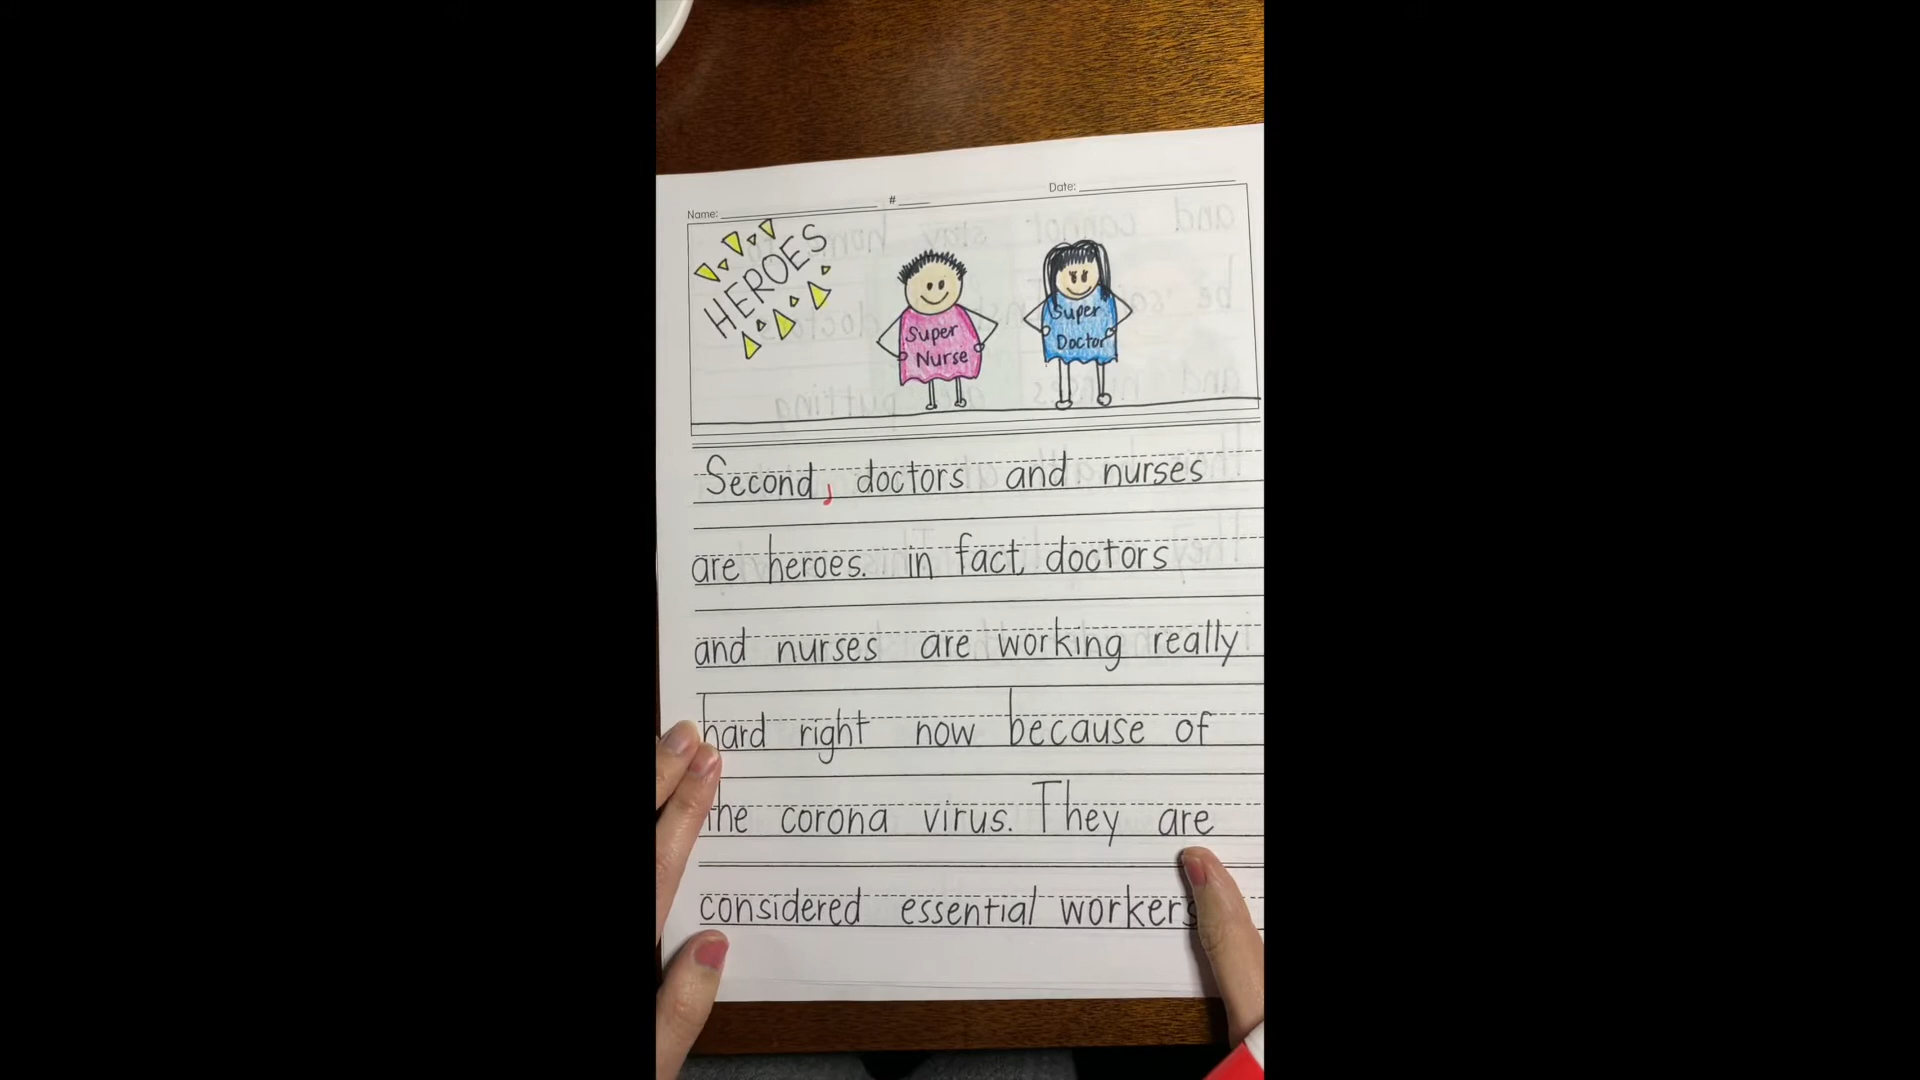 Name: # Date:
HEROES
Super
Nurse
Super
Doctor
Second, doctors and nurses
are heroes. in fact doctors
and nurses are working really
hard right now because of
the corona virus. They are
considered essential workers